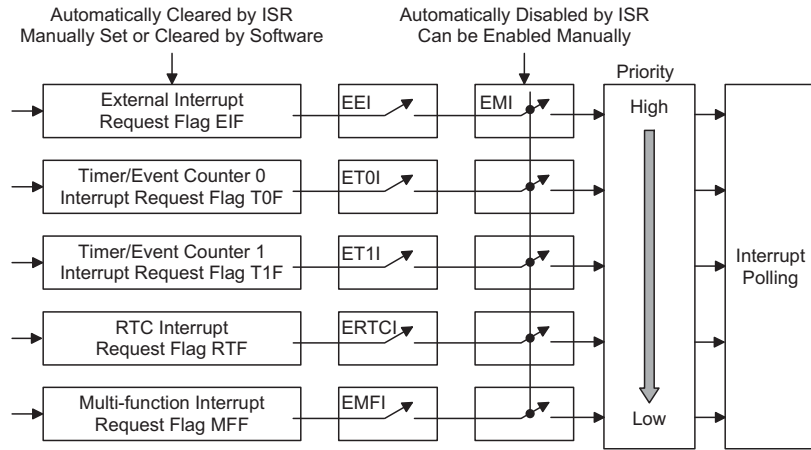 Automatically Cleared by ISR
Manually Set or Cleared by Software
Automatically Disabled by ISR
Can be Enabled Manually
Priority
External Interrupt
Request Flag EIF
EEI
EMI
High
Timer/Event Counter 0
Interrupt Request Flag T0F
ET0I
Timer/Event Counter 1
Interrupt Request Flag T1F
ET1I
Interrupt
Polling
RTC Interrupt
Request Flag RTF
ERTCI
Multi-function Interrupt
Request Flag MFF
EMFI
Low